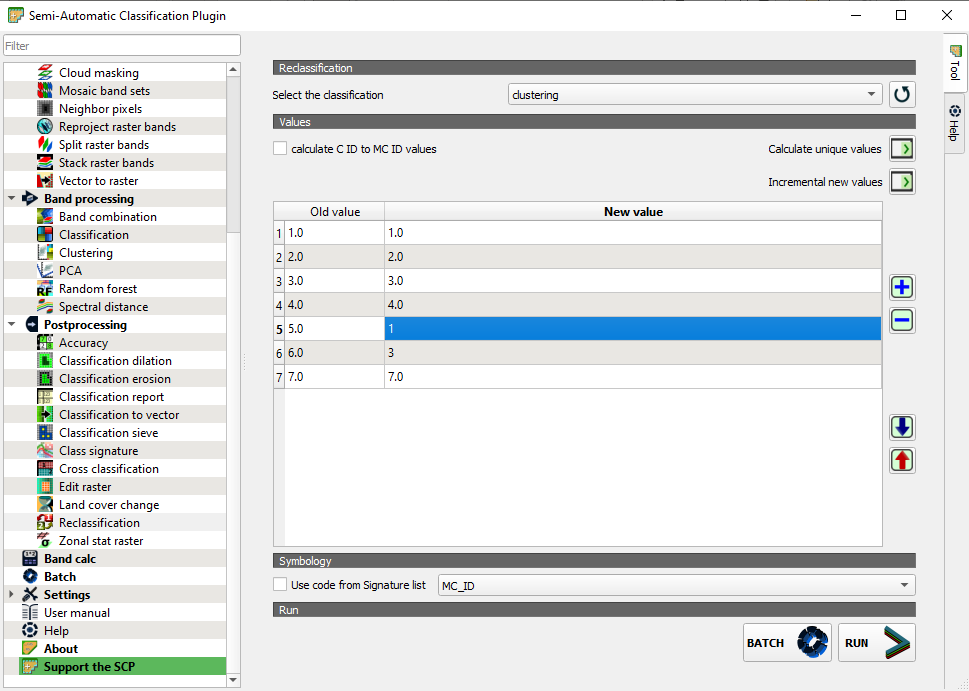 Semi-Automatic Classification Plugin
Filter
Cloud masking
Mosaic band sets
Neighbor pixels
Reproject raster bands
Split raster bands
Stack raster bands
Vector to raster
Band processing
Band combination
Classification
Clustering
PCA
RF Random forest
Spectral distance
Postprocessing
Accuracy
Classification dilation
Classification erosion
Classification report
Classification to vector
Classification sieve
Class signature
Cross classification
Edit raster
Land cover change
Reclassification
Zonal stat raster
Band calc
Batch
Settings
User manual
Help
About
Support the SCP
Reclassification
Select the classification clustering
Values
calculate C ID to MC ID values Calculate unique values
Incremental new values
Old value New value
1 1.0 1.0
2 2.0 2.0
3 3.0 3.0
4 4.0 4.0
5 5.0 1
6 6.0 3
7 7.0 7.0
Symbology
Use code from Signature list MC_ID
Run
BATCH RUN
Tool
Help